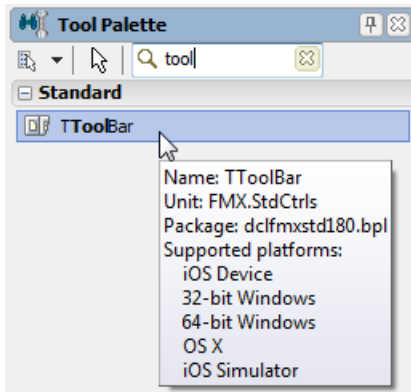 Tool Palette
tool
Standard
TToolBar
Name: TToolBar
Unit: FMX.StdCtrls
Package: dclfmxstd180.bpl
Supported platforms:
iOS Device
32-bit Windows
64-bit Windows
OS X
iOS Simulator